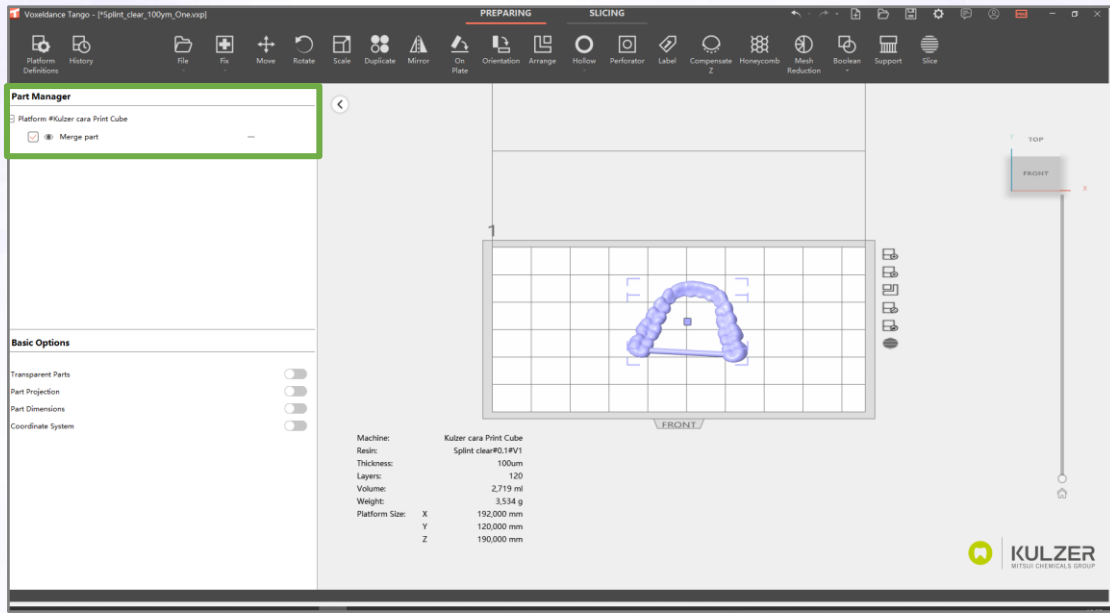 Voxeldance Tango - [*Splint_clear_100ym_One.vxp]
PREPARING
SLICING
Platform Definitions
History
File
Fix
Move
Rotate
Scale
Duplicate
Mirror
On Plate
Orientation
Arrange
Hollow
Perforator
Label
Compensate Z
Honeycomb
Mesh Reduction
Boolean
Support
Slice
Part Manager
Platform #Kulzer cara Print Cube
Merge part
Y
TOP
FRONT
X
1
FRONT
Basic Options
Transparent Parts
Part Projection
Part Dimensions
Coordinate System
Machine: Kulzer cara Print Cube
Resin: Splint clear#0.1#V1
Thickness: 100um
Layers: 120
Volume: 2,719 ml
Weight: 3,534 g
Platform Size: X 192,000 mm
Y 120,000 mm
Z 190,000 mm
KULZER
MITSUI CHEMICALS GROUP